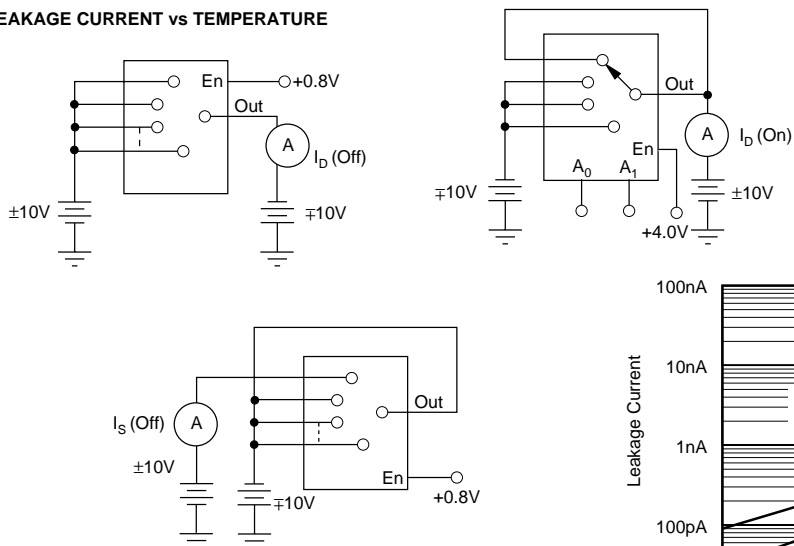 EAKAGE CURRENT vs TEMPERATURE
En
+0.8V
Out
A
I_D (Off)
±10V
∓10V
Out
A
I_D (On)
En
A_0
A_1
∓10V
±10V
+4.0V
I_S (Off)
A
Out
±10V
∓10V
En
+0.8V
Leakage Current
100nA
10nA
1nA
100pA